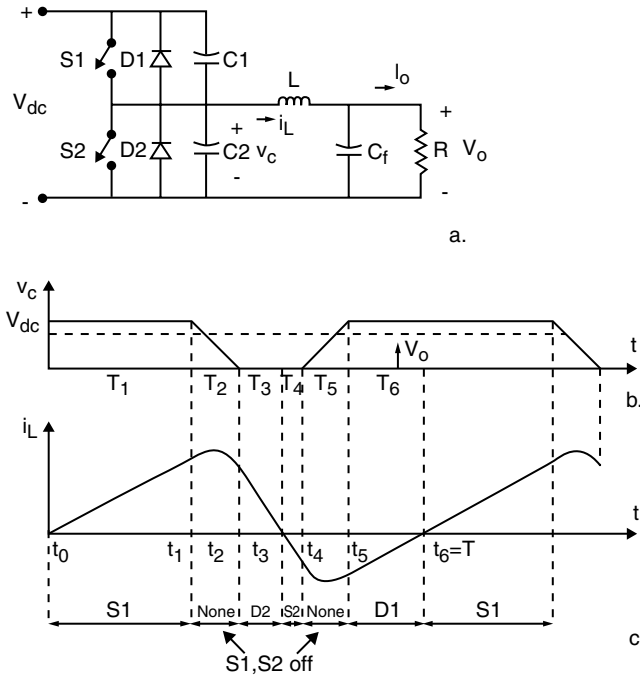 +
S1 D1 C1
L I_o
V_dc
+ i_L +
S2 D2 C2 v_c C_f R V_o
- - -
a.
v_c
V_dc
V_o t
T_1 T_2 T_3 T_4 T_5 T_6
b.
i_L
t
t_0 t_1 t_2 t_3 t_4 t_5 t_6=T
S1 None D2 S2 None D1 S1
c
S1,S2 off